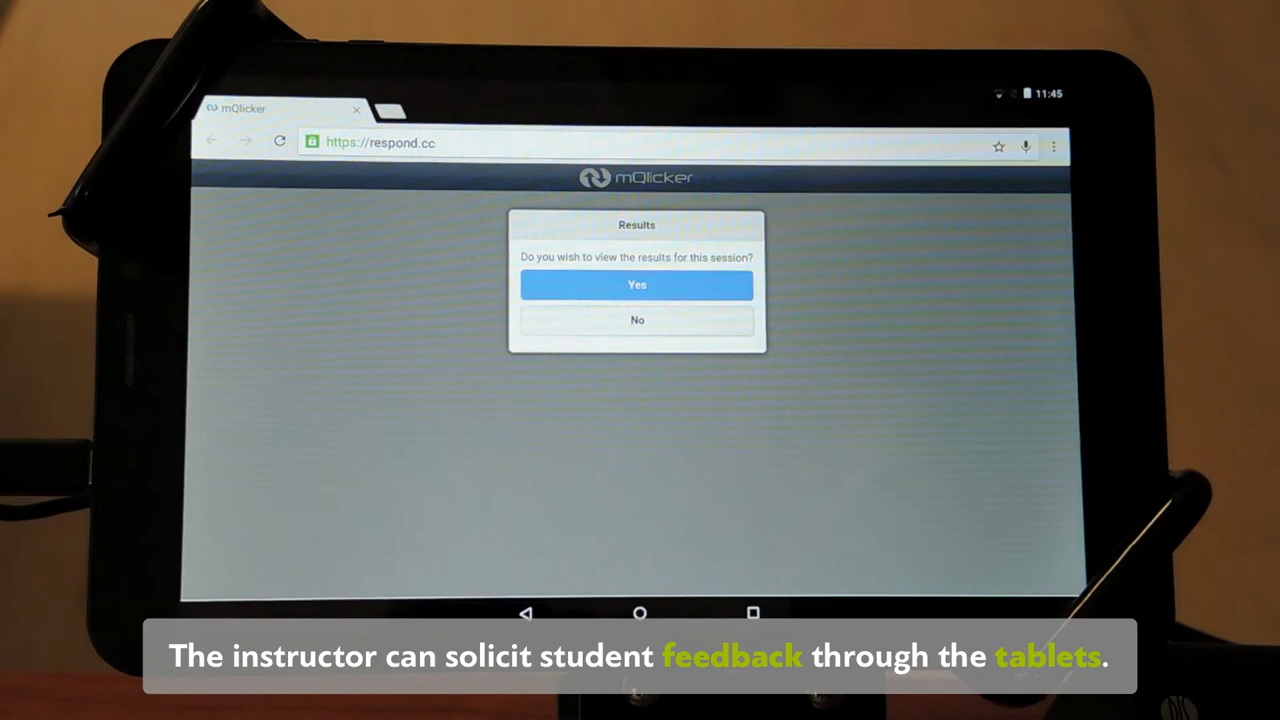 11:45
mQlicker
https://respond.cc
mQlicker
Results
Do you wish to view the results for this session?
Yes
No
The instructor can solicit student feedback through the tablets.